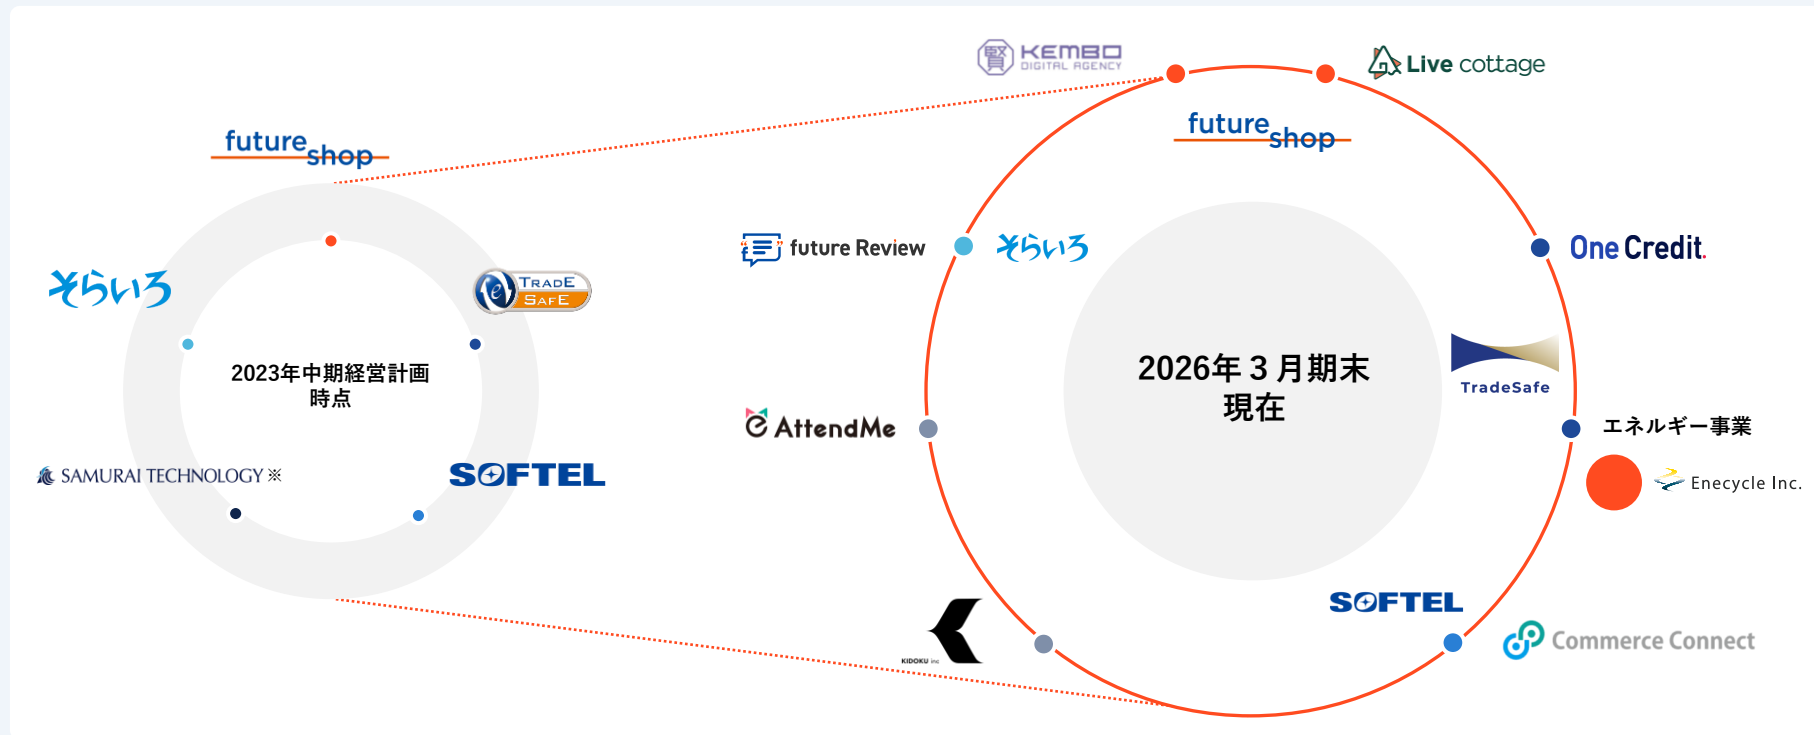 future
shop
そらいろ
TRADE
SAFE
2023年中期経営計画
時点
SAMURAI TECHNOLOGY ※
SOFTEL
賢 KEMBO
DIGITAL AGENCY
Live cottage
future
shop
future Review
そらいろ
One Credit.
2026年３月期末
現在
TradeSafe
AttendMe
エネルギー事業
Enecycle Inc.
KIDOKU inc
SOFTEL
Commerce Connect